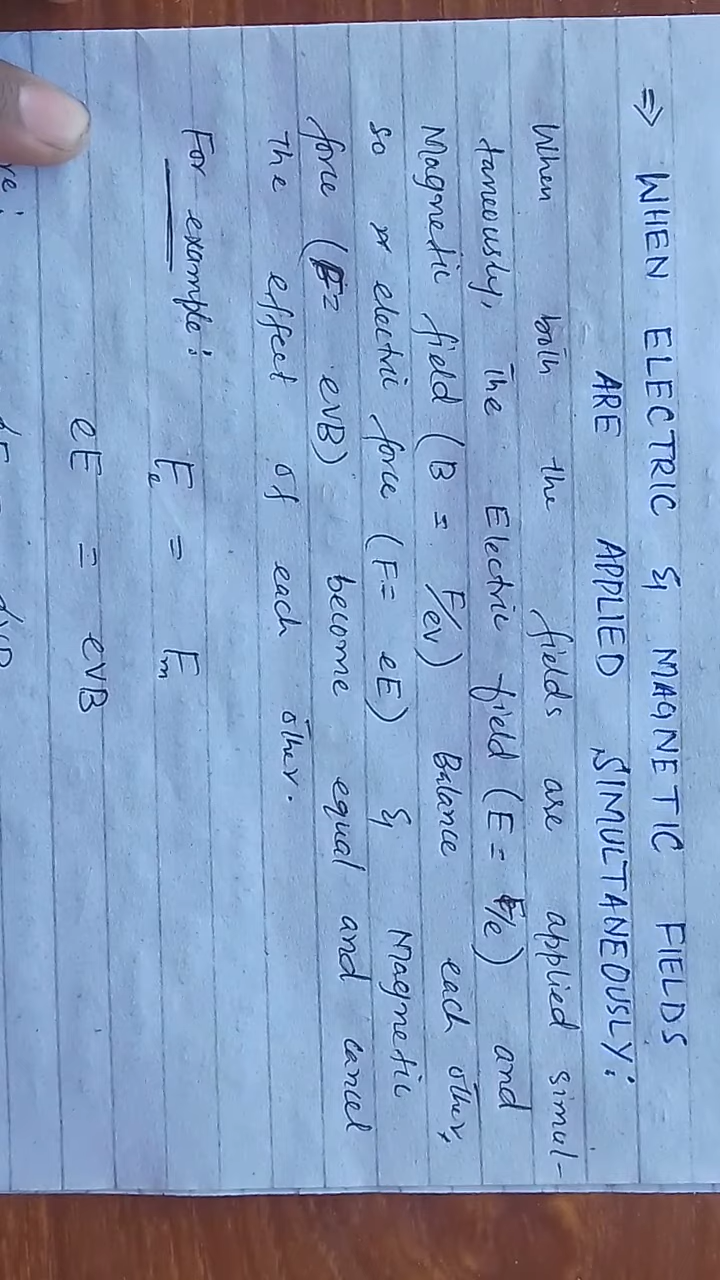 ⇒ WHEN ELECTRIC & MAGNETIC FIELDS
ARE APPLIED SIMULTANEOUSLY:
When both the fields are applied simul-
taneously, the Electric field (E = F/e) and
Magnetic field (B = F/ev) Balance each other,
so electric force (F = eE) & Magnetic
force (F = evB) become equal and cancel
the effect of each other.
For example:
Fe = Fm
eE = evB